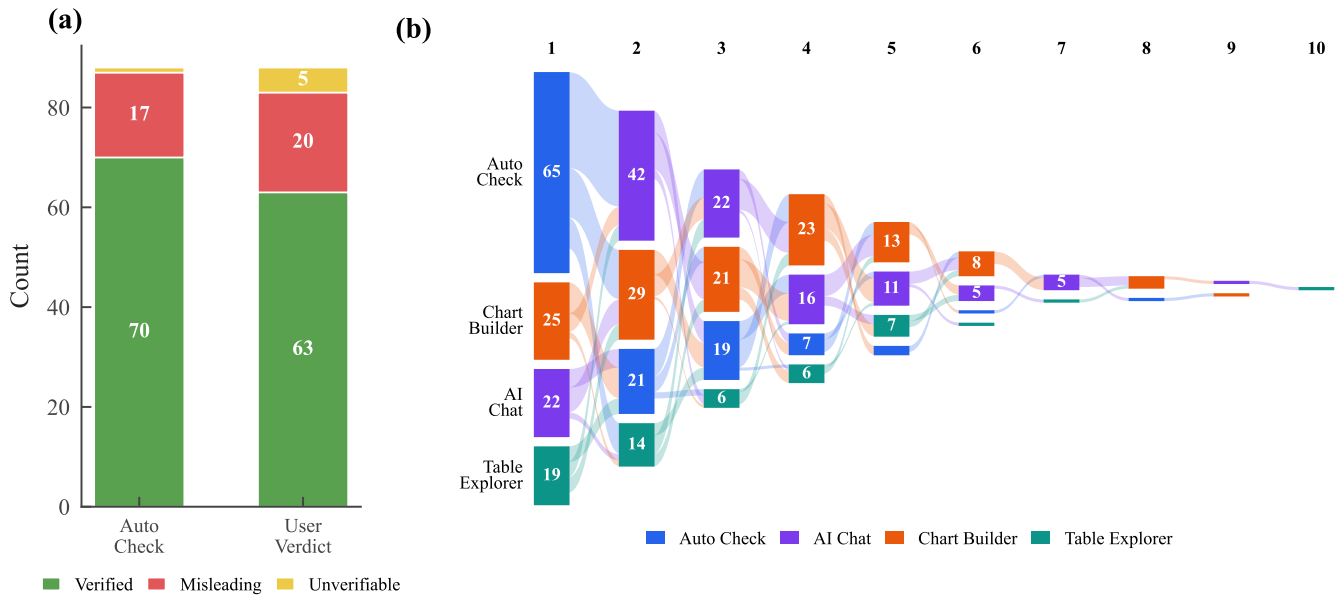 (a)
Count
80
60
40
20
0
17
70
5
20
63
Auto
Check
User
Verdict
Verified Misleading Unverifiable
(b)
1 2 3 4 5 6 7 8 9 10
Auto
Check
Chart
Builder
AI
Chat
Table
Explorer
65
25
22
19
42
29
21
14
22
21
19
6
23
16
7
6
13
11
7
8
5
5
Auto Check AI Chat Chart Builder Table Explorer